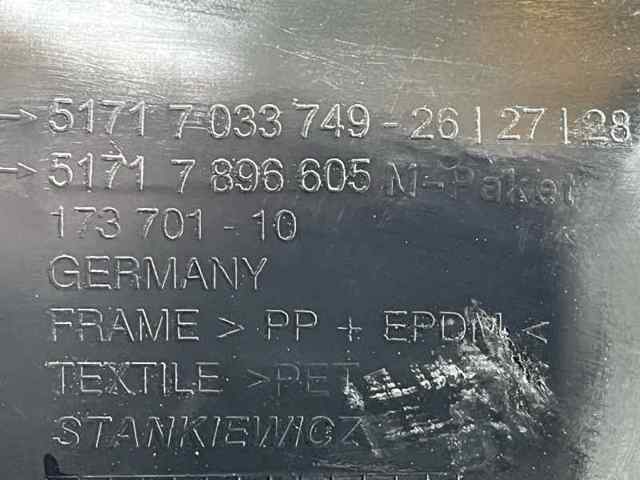 → 5171 7 033 749 - 26 | 27 | 28
→ 5171 7 896 605 M-Paket
173 701 - 10
GERMANY
FRAME > PP + EPDM <
TEXTILE >PET<
STANKIEWICZ